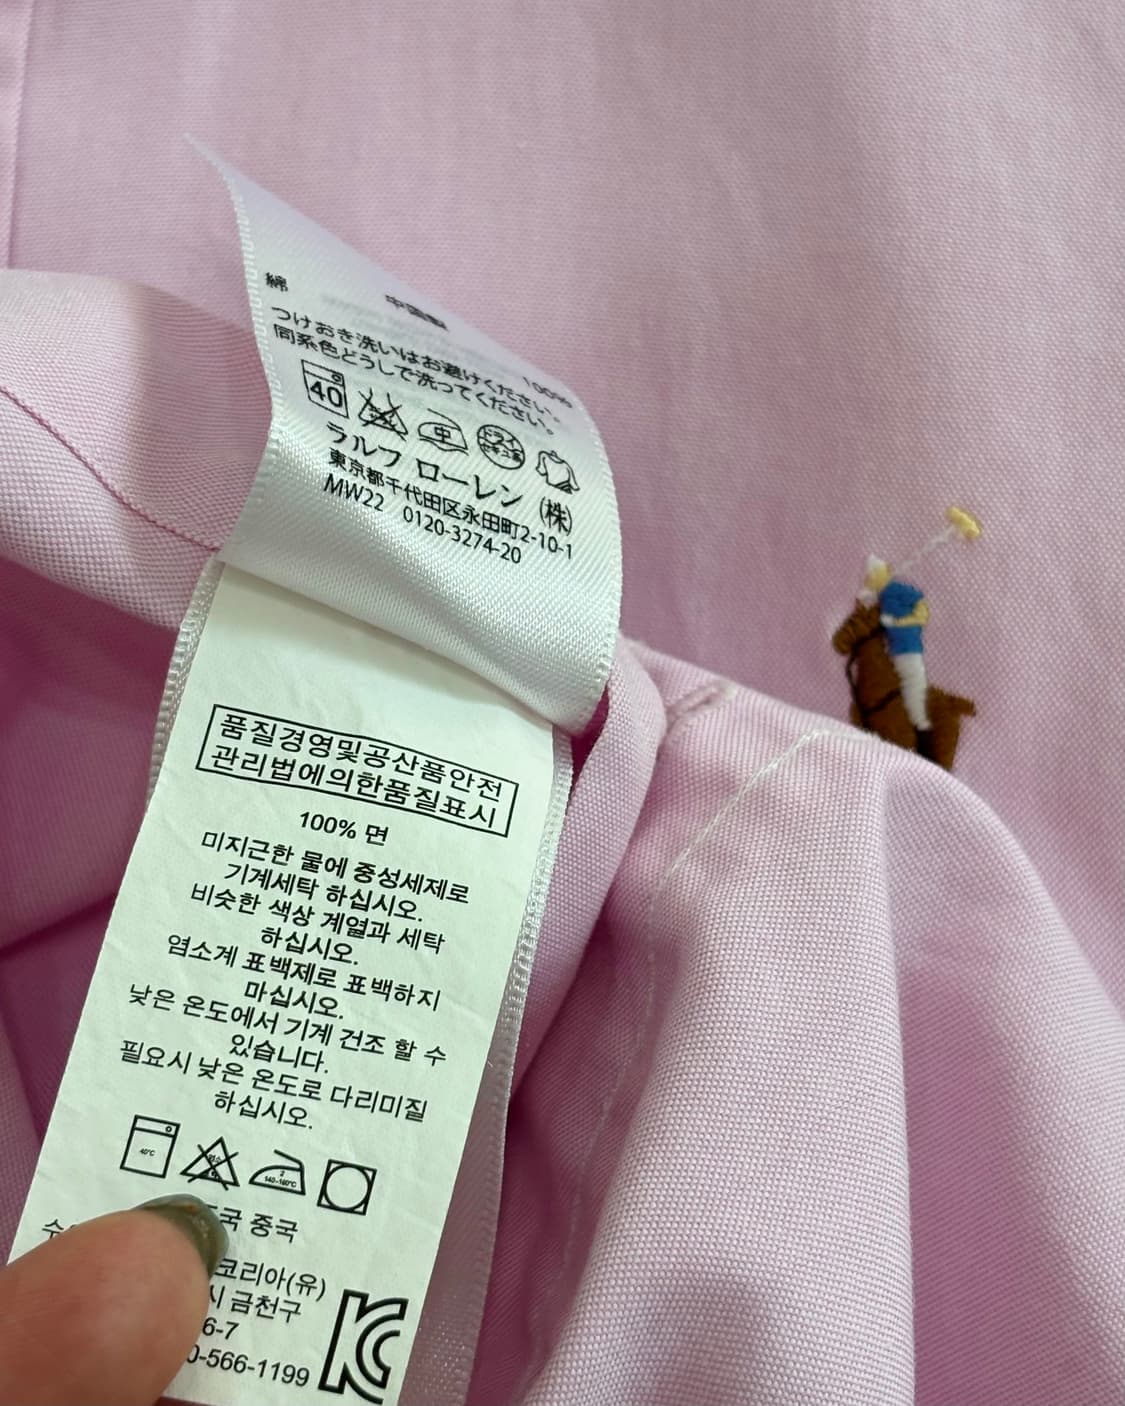 綿
中国製
100%
つけおき洗いはお避けください。
同系色どうしで洗ってください。
40 中 ドライ
ラルフ ローレン (株)
東京都千代田区永田町2-10-1
MW22 0120-3274-20
품질경영및공산품안전
관리법에의한품질표시
100% 면
미지근한 물에 중성세제로
기계세탁 하십시오.
비슷한 색상 계열과 세탁
하십시오.
염소계 표백제로 표백하지
마십시오.
낮은 온도에서 기계 건조 할 수
있습니다.
필요시 낮은 온도로 다리미질
하십시오.
40℃ 2 140-160℃
국 중국
코리아(유)
시 금천구
6-7
0-566-1199